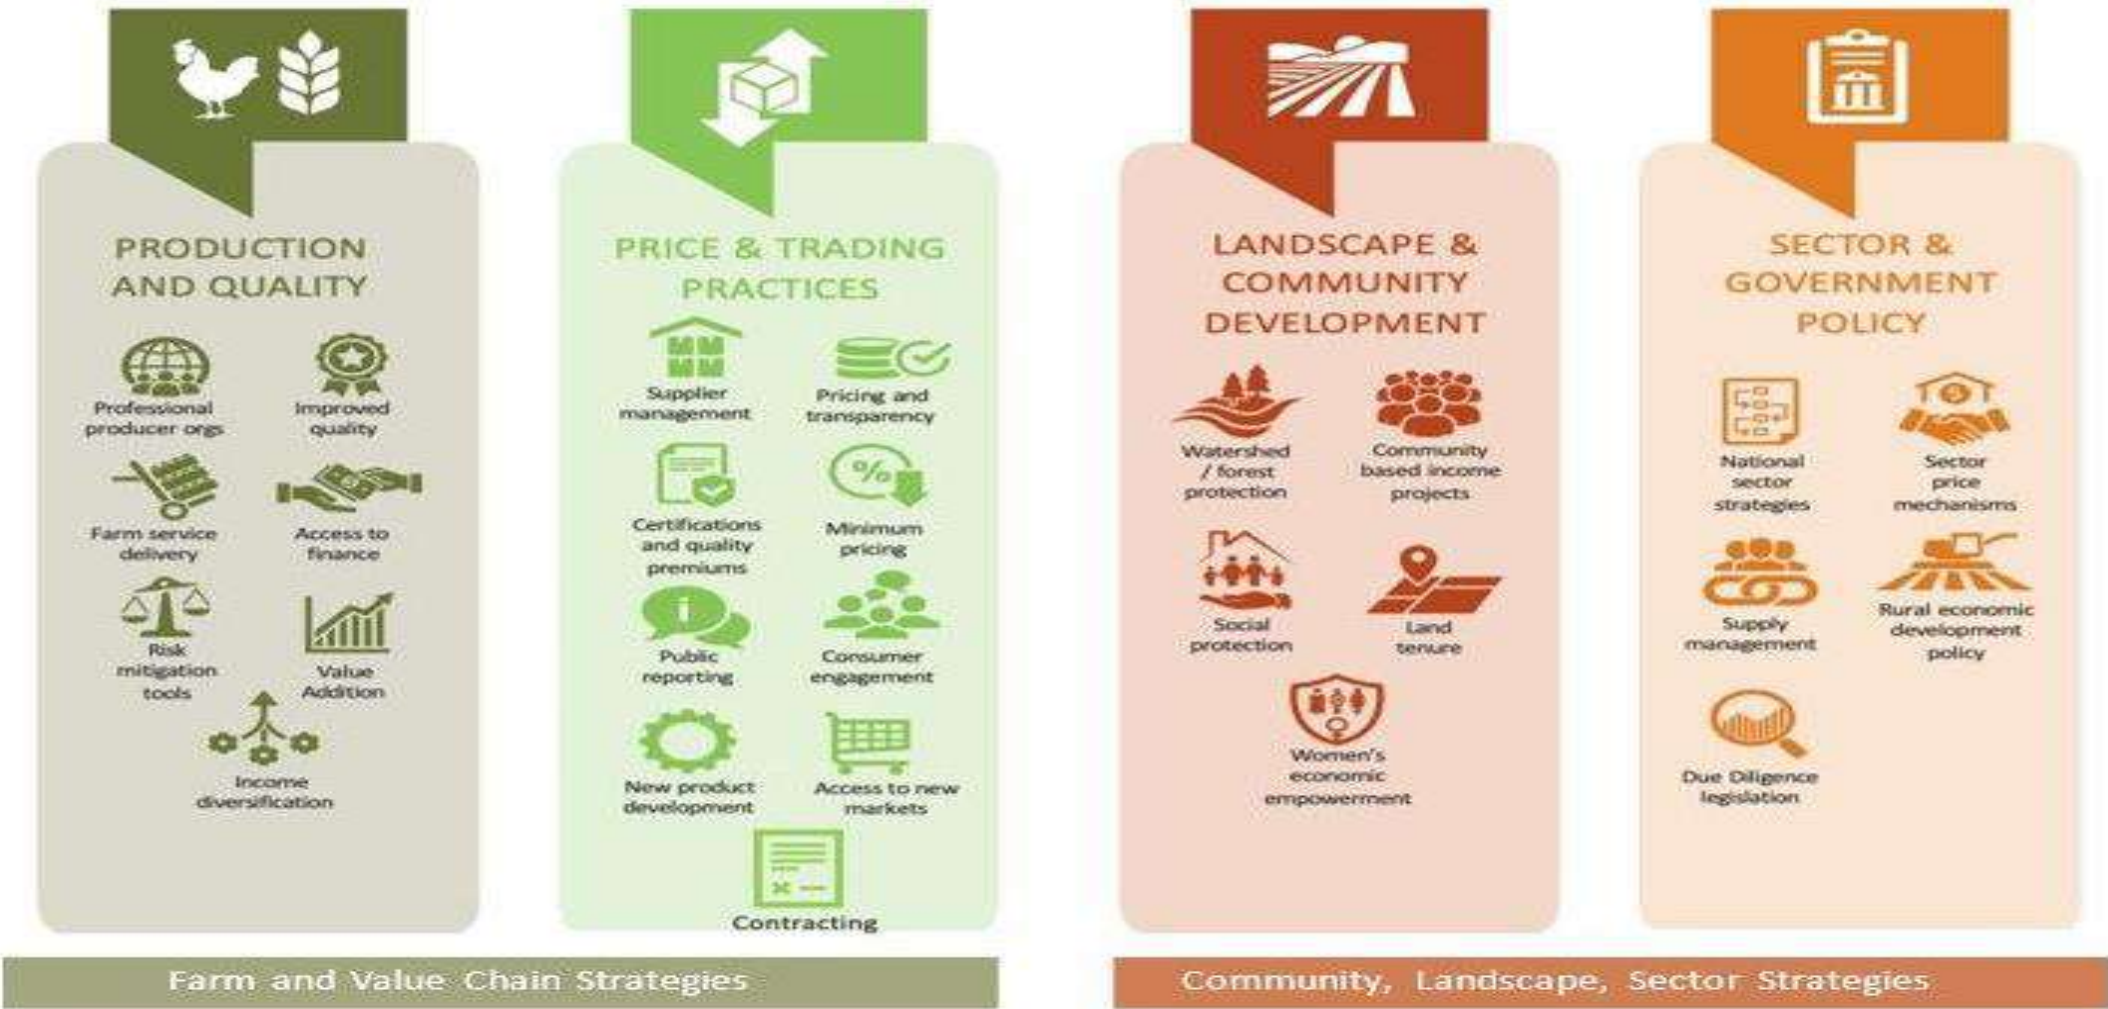 PRODUCTION
AND QUALITY
Professional
producer orgs
Improved
quality
Farm service
delivery
Access to
finance
Risk
mitigation
tools
Value
Addition
Income
diversification
PRICE & TRADING
PRACTICES
Supplier
management
Pricing and
transparency
Certifications
and quality
premiums
%
Minimum
pricing
i
Public
reporting
Consumer
engagement
New product
development
Access to new
markets
Contracting
Farm and Value Chain Strategies
LANDSCAPE &
COMMUNITY
DEVELOPMENT
Watershed
/ forest
protection
Community
based income
projects
Social
protection
Land
tenure
Women's
economic
empowerment
SECTOR &
GOVERNMENT
POLICY
National
sector
strategies
$
Sector
price
mechanisms
Supply
management
Rural economic
development
policy
Due Diligence
legislation
Community, Landscape, Sector Strategies